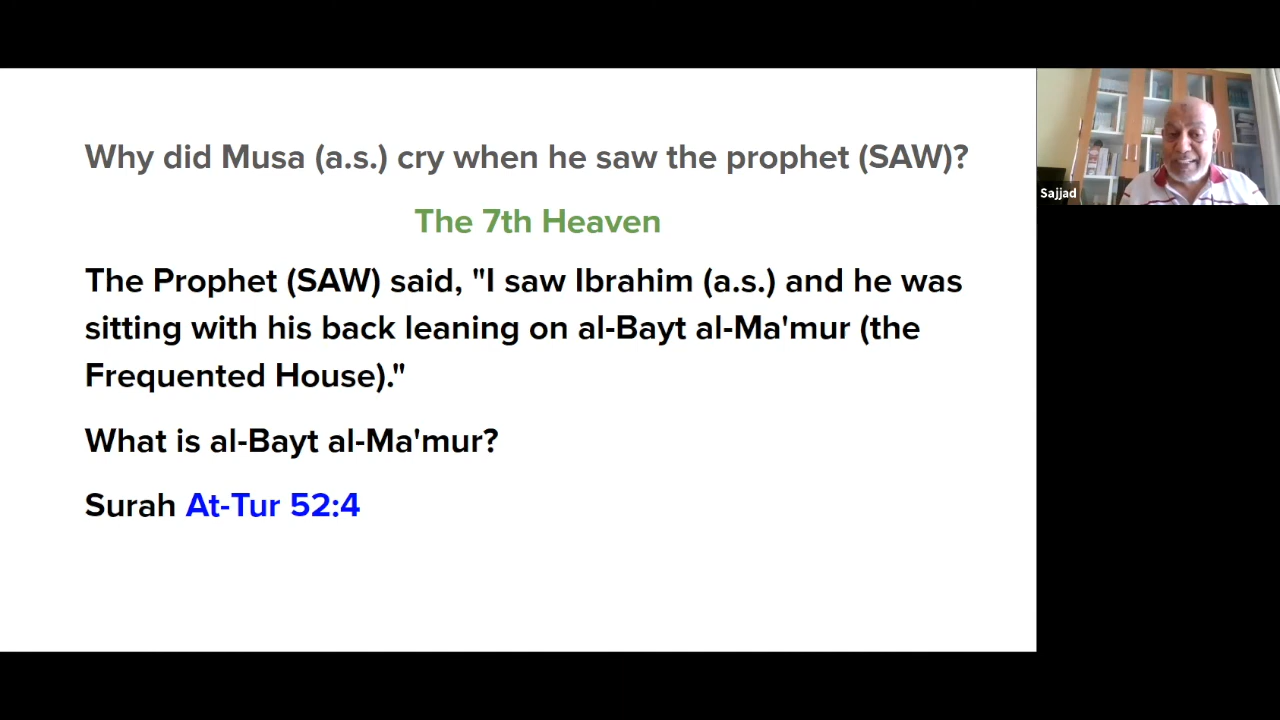 Why did Musa (a.s.) cry when he saw the prophet (SAW)?
The 7th Heaven
The Prophet (SAW) said, "I saw Ibrahim (a.s.) and he was
sitting with his back leaning on al-Bayt al-Ma'mur (the
Frequented House)."
What is al-Bayt al-Ma'mur?
Surah At-Tur 52:4
Sajjad